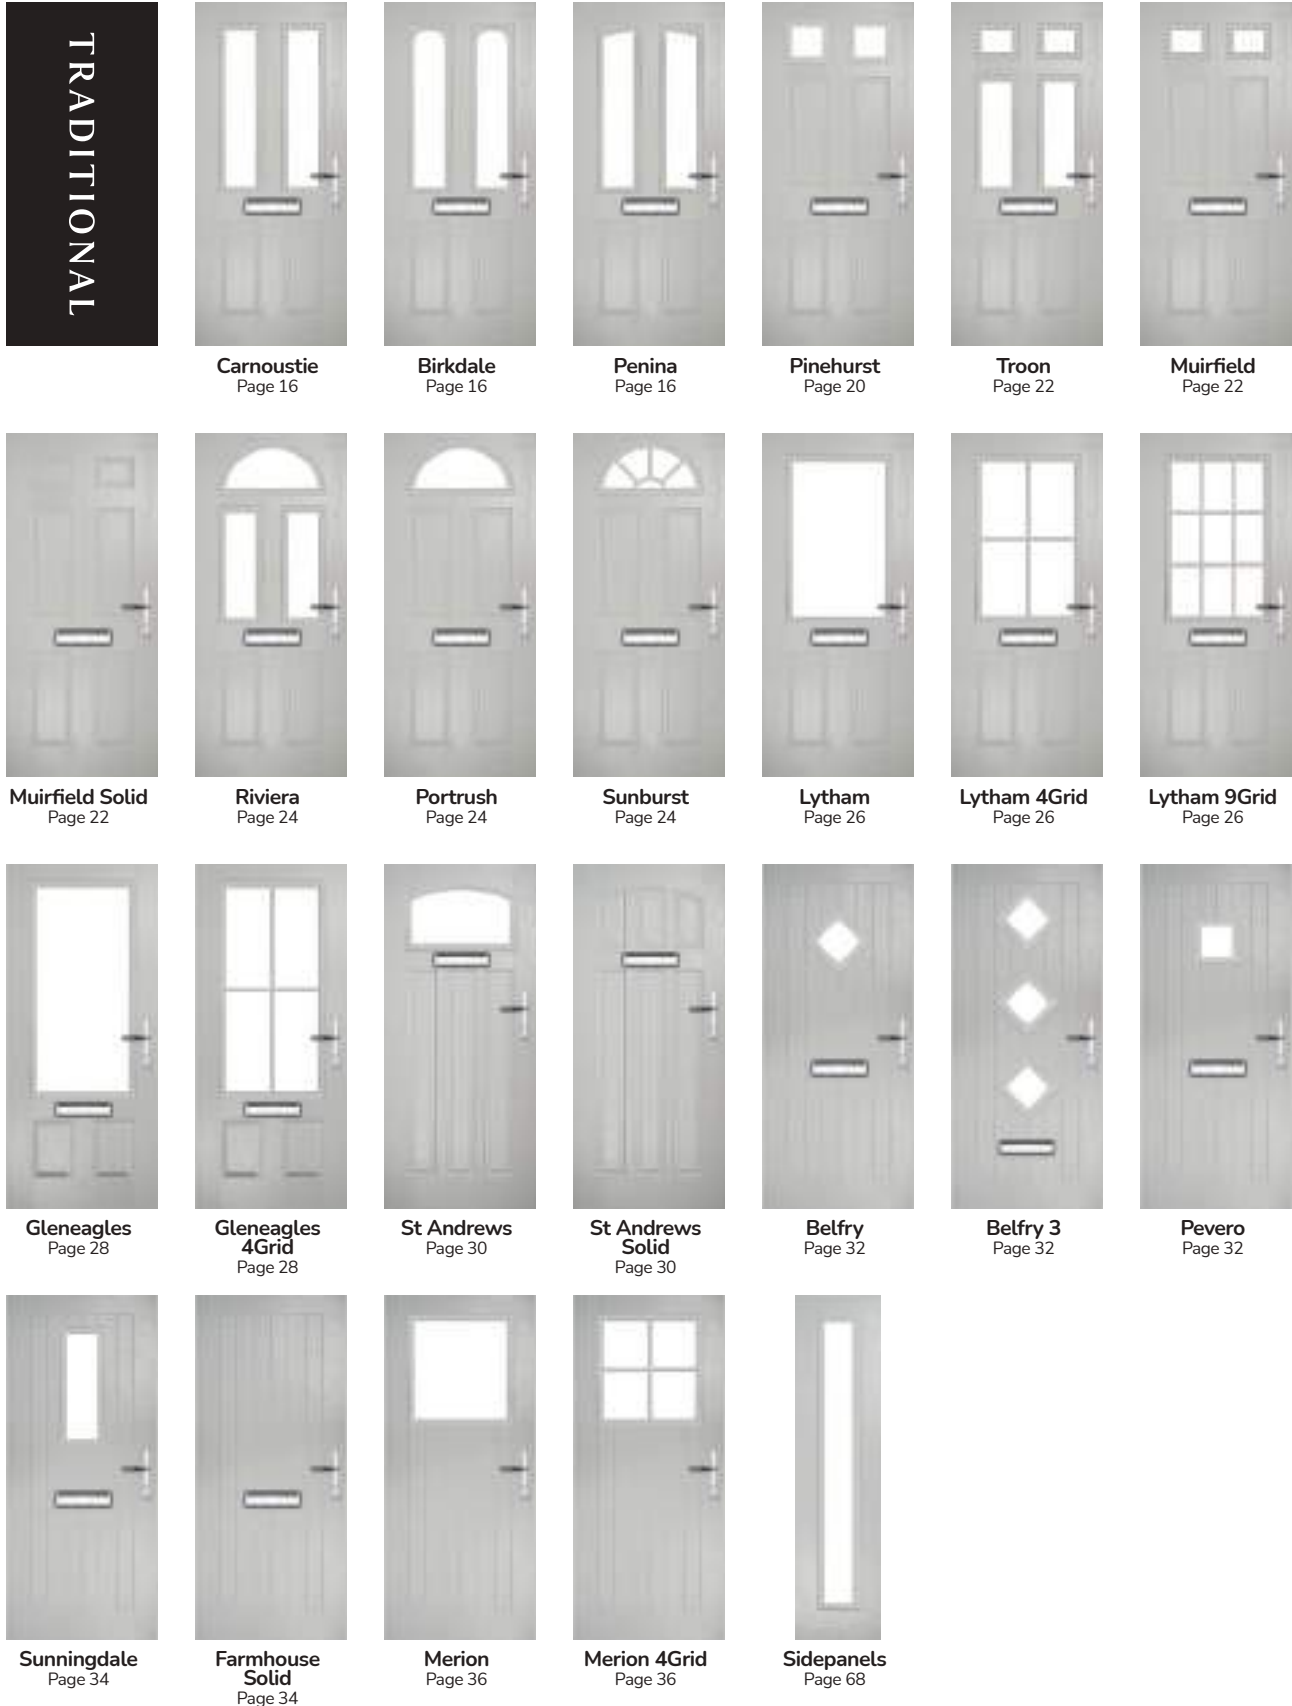 TRADITIONAL
Carnoustie
Page 16
Birkdale
Page 16
Penina
Page 16
Pinehurst
Page 20
Troon
Page 22
Muirfield
Page 22
Muirfield Solid
Page 22
Riviera
Page 24
Portrush
Page 24
Sunburst
Page 24
Lytham
Page 26
Lytham 4Grid
Page 26
Lytham 9Grid
Page 26
Gleneagles
Page 28
Gleneagles
4Grid
Page 28
St Andrews
Page 30
St Andrews
Solid
Page 30
Belfry
Page 32
Belfry 3
Page 32
Pevero
Page 32
Sunningdale
Page 34
Farmhouse
Solid
Page 34
Merion
Page 36
Merion 4Grid
Page 36
Sidepanels
Page 68